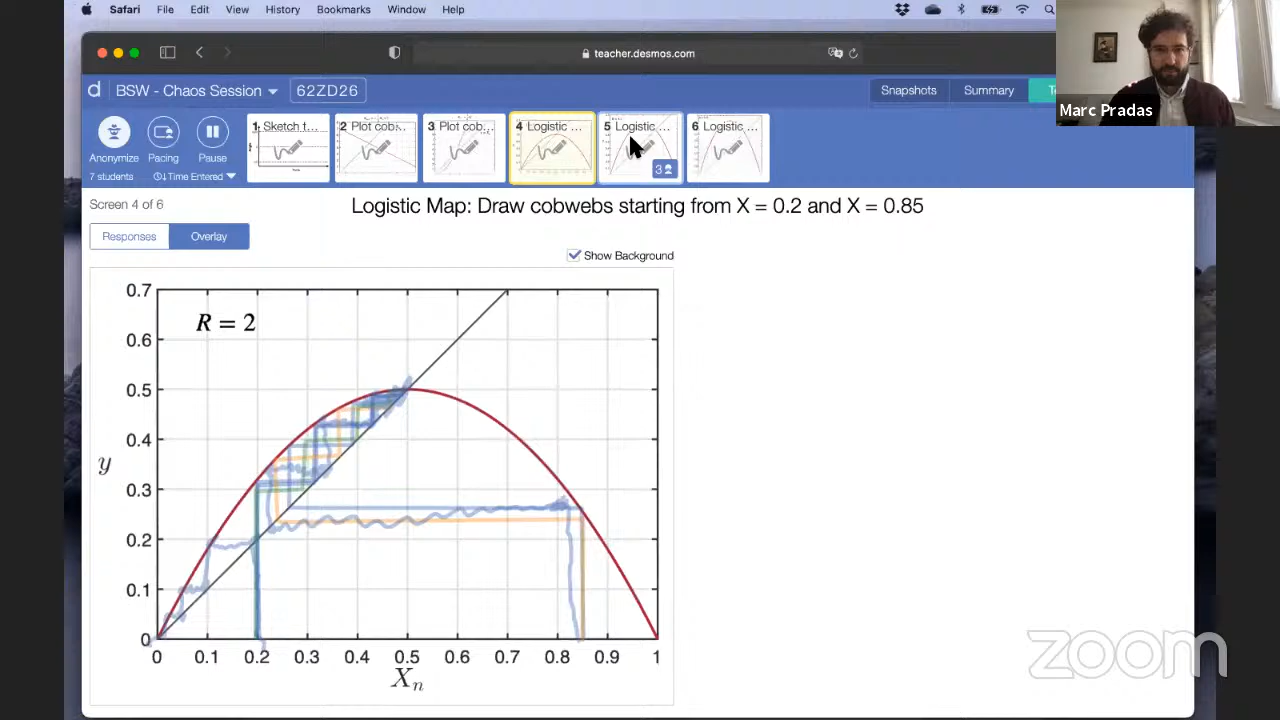 Safari File Edit View History Bookmarks Window Help
teacher.desmos.com
d BSW - Chaos Session 62ZD26 Snapshots Summary
Marc Pradas
1 Sketch t... 2 Plot cob... 3 Plot cob... 4 Logistic ... 5 Logistic ... 6 Logistic ...
3
Anonymize Pacing Pause
7 students Time Entered
Screen 4 of 6
Logistic Map: Draw cobwebs starting from X = 0.2 and X = 0.85
Responses Overlay
Show Background
R = 2
0.7
0.6
0.5
0.4
y
0.3
0.2
0.1
0
0 0.1 0.2 0.3 0.4 0.5 0.6 0.7 0.8 0.9 1
Xn
zoom